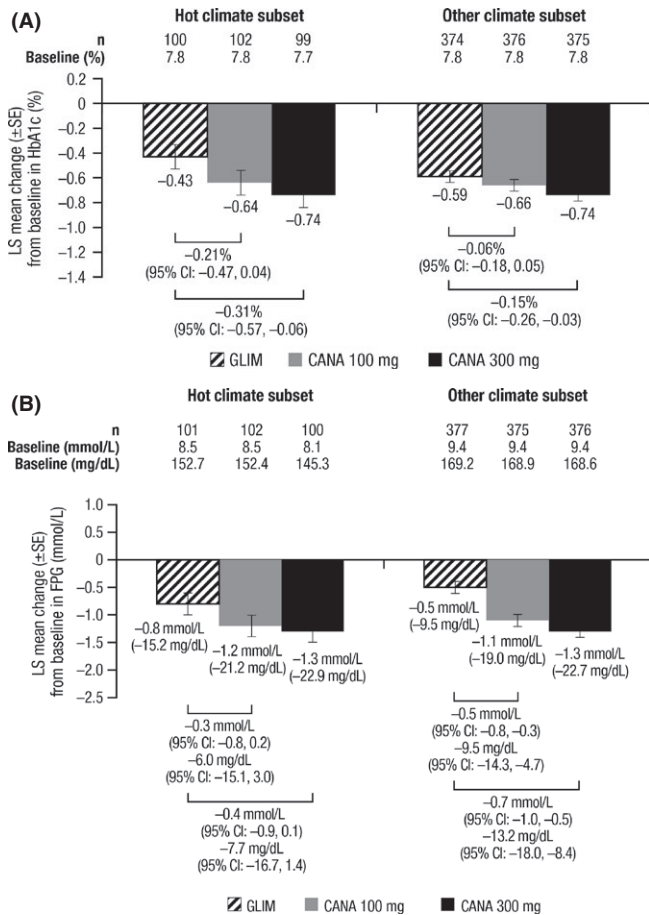 (A)
Hot climate subset Other climate subset
n 100 102 99 374 376 375
Baseline (%) 7.8 7.8 7.7 7.8 7.8 7.8
LS mean change (±SE)
from baseline in HbA1c (%)
0.2
0
−0.2
−0.4
−0.6
−0.8
−1.0
−1.2
−1.4
−0.43
−0.64
−0.74
−0.59
−0.66
−0.74
−0.21%
(95% CI: −0.47, 0.04)
−0.31%
(95% CI: −0.57, −0.06)
−0.06%
(95% CI: −0.18, 0.05)
−0.15%
(95% CI: −0.26, −0.03)
GLIM CANA 100 mg CANA 300 mg
(B)
Hot climate subset Other climate subset
n 101 102 100 377 375 376
Baseline (mmol/L) 8.5 8.5 8.1 9.4 9.4 9.4
Baseline (mg/dL) 152.7 152.4 145.3 169.2 168.9 168.6
LS mean change (±SE)
from baseline in FPG (mmol/L)
1.0
0.5
0
−0.5
−1.0
−1.5
−2.0
−2.5
−0.8 mmol/L
(−15.2 mg/dL)
−1.2 mmol/L
(−21.2 mg/dL)
−1.3 mmol/L
(−22.9 mg/dL)
−0.5 mmol/L
(−9.5 mg/dL)
−1.1 mmol/L
(−19.0 mg/dL)
−1.3 mmol/L
(−22.7 mg/dL)
−0.3 mmol/L
(95% CI: −0.8, 0.2)
−6.0 mg/dL
(95% CI: −15.1, 3.0)
−0.4 mmol/L
(95% CI: −0.9, 0.1)
−7.7 mg/dL
(95% CI: −16.7, 1.4)
−0.5 mmol/L
(95% CI: −0.8, −0.3)
−9.5 mg/dL
(95% CI: −14.3, −4.7)
−0.7 mmol/L
(95% CI: −1.0, −0.5)
−13.2 mg/dL
(95% CI: −18.0, −8.4)
GLIM CANA 100 mg CANA 300 mg